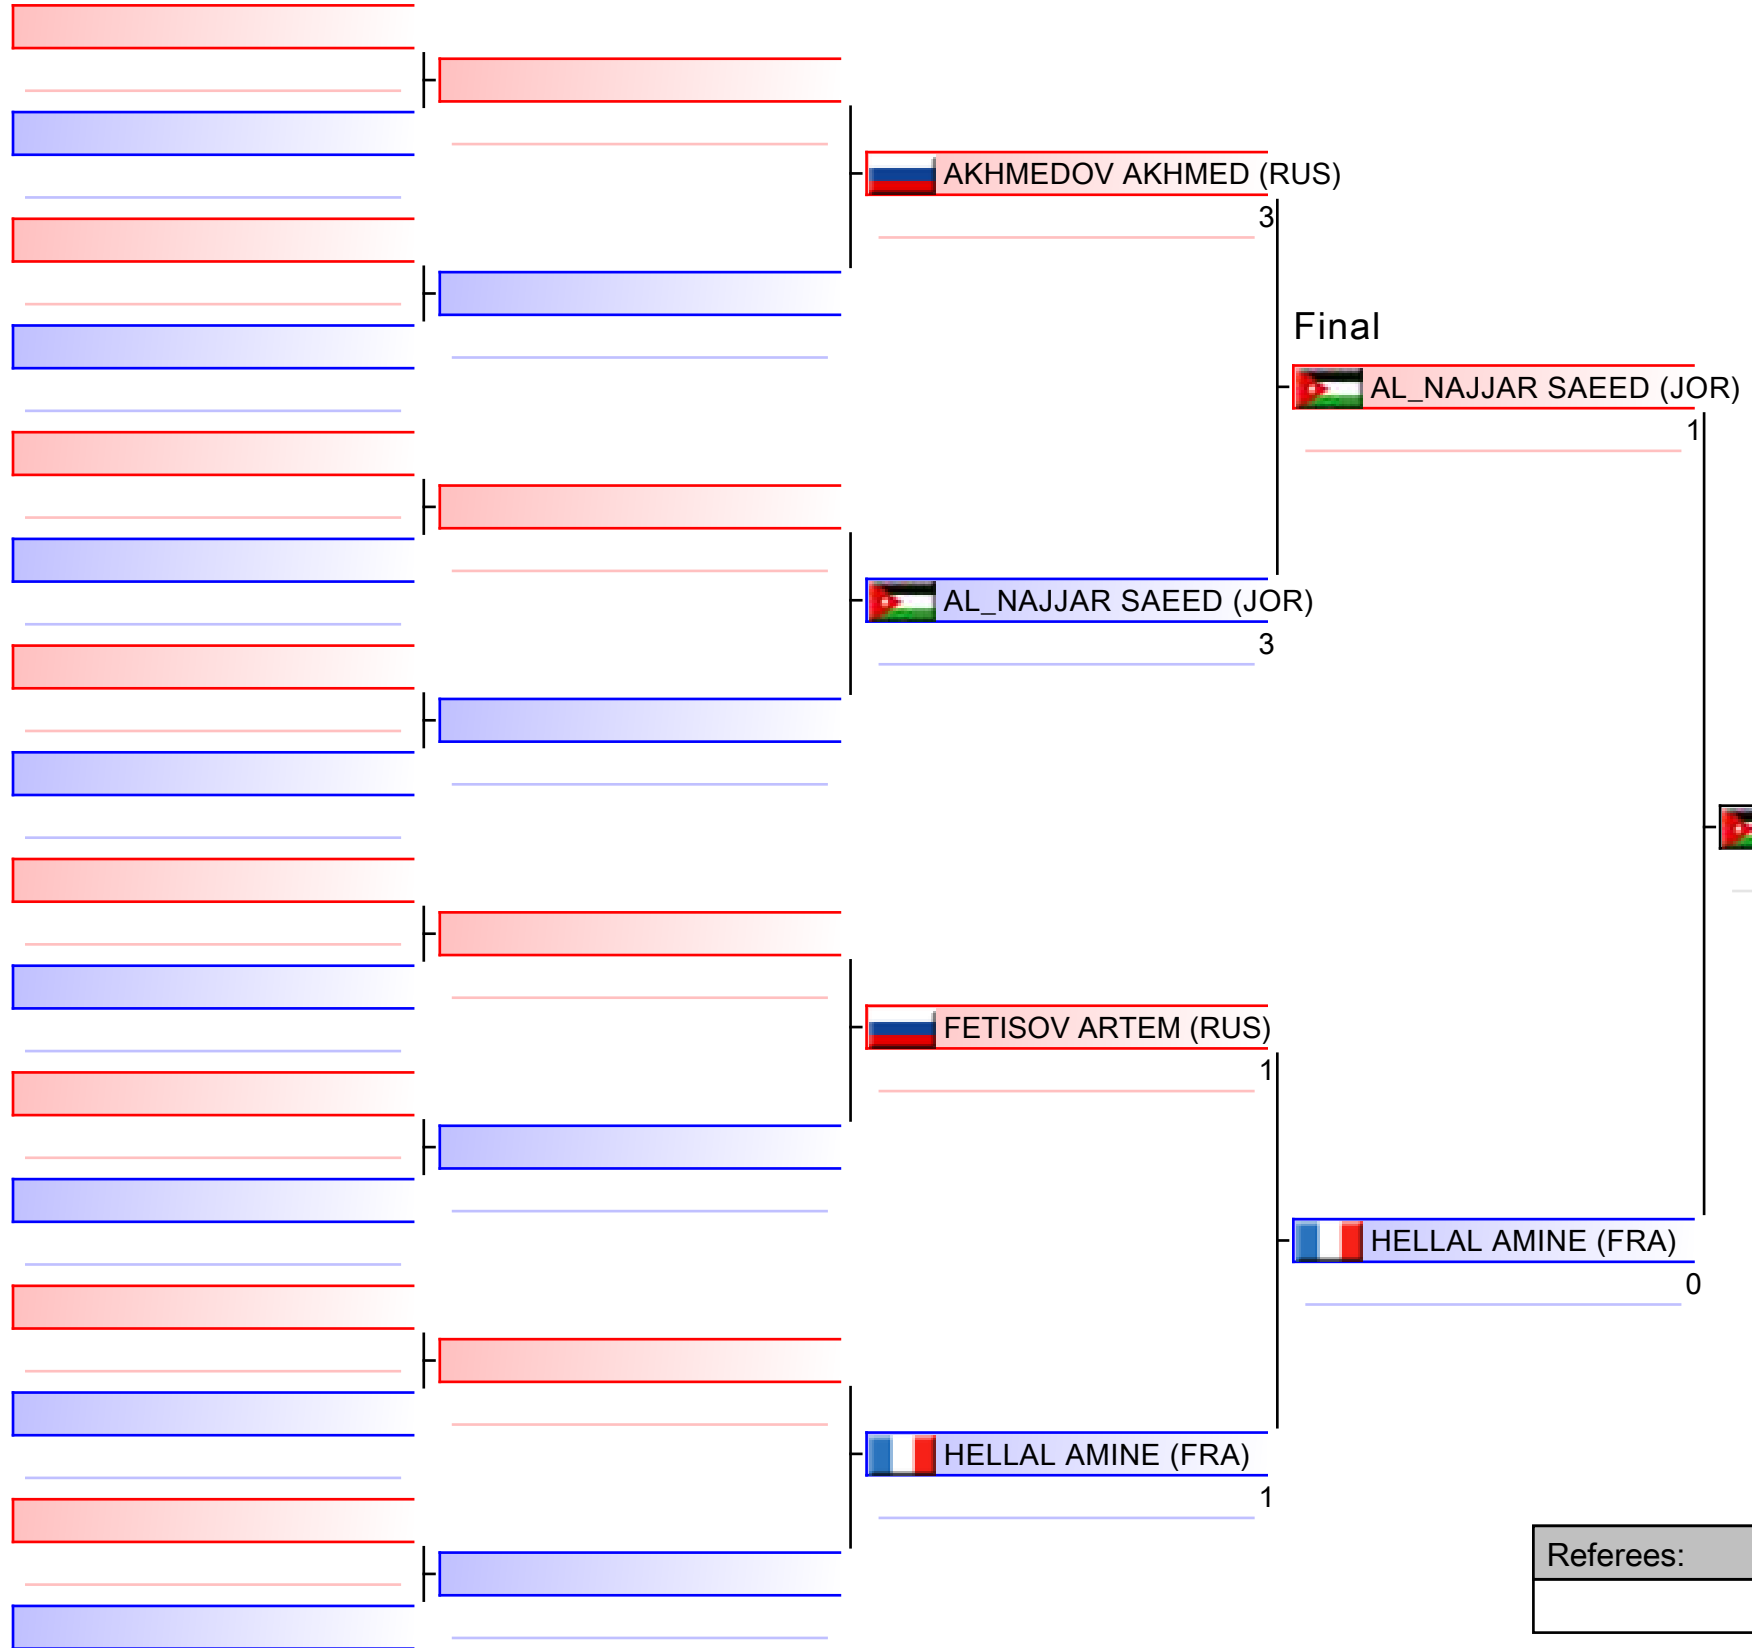 AKHMEDOV AKHMED (RUS)
3
Final
AL_NAJJAR SAEED (JOR)
1
AL_NAJJAR SAEED (JOR)
3
FETISOV ARTEM (RUS)
1
HELLAL AMINE (FRA)
0
HELLAL AMINE (FRA)
1
Referees: